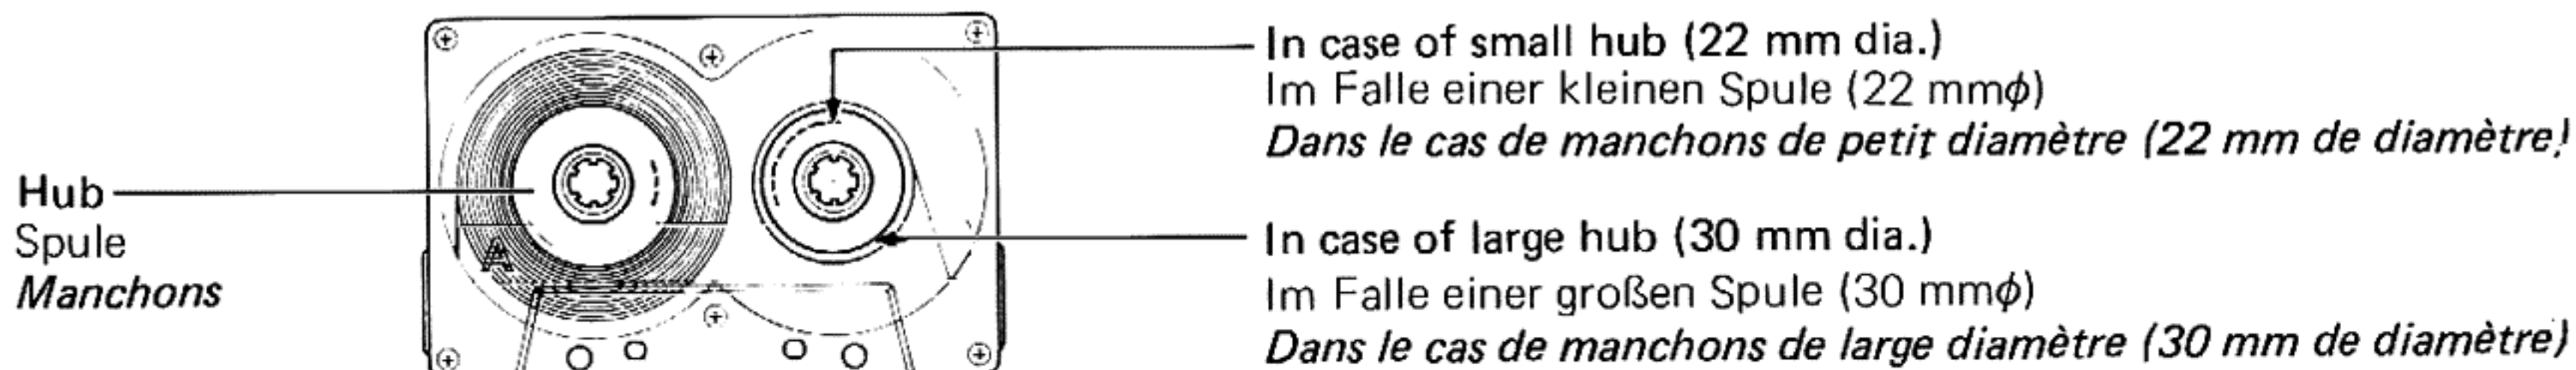 In case of small hub (22 mm dia.)
Im Falle einer kleinen Spule (22 mmϕ)
Dans le cas de manchons de petit diamètre (22 mm de diamètre)
Hub
Spule
Manchons
A
In case of large hub (30 mm dia.)
Im Falle einer großen Spule (30 mmϕ)
Dans le cas de manchons de large diamètre (30 mm de diamètre)